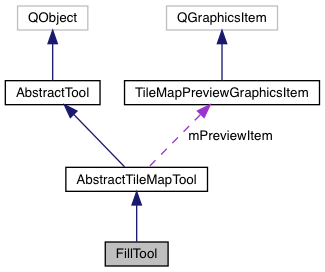 QObject
QGraphicsItem
AbstractTool
TileMapPreviewGraphicsItem
mPreviewItem
AbstractTileMapTool
FillTool